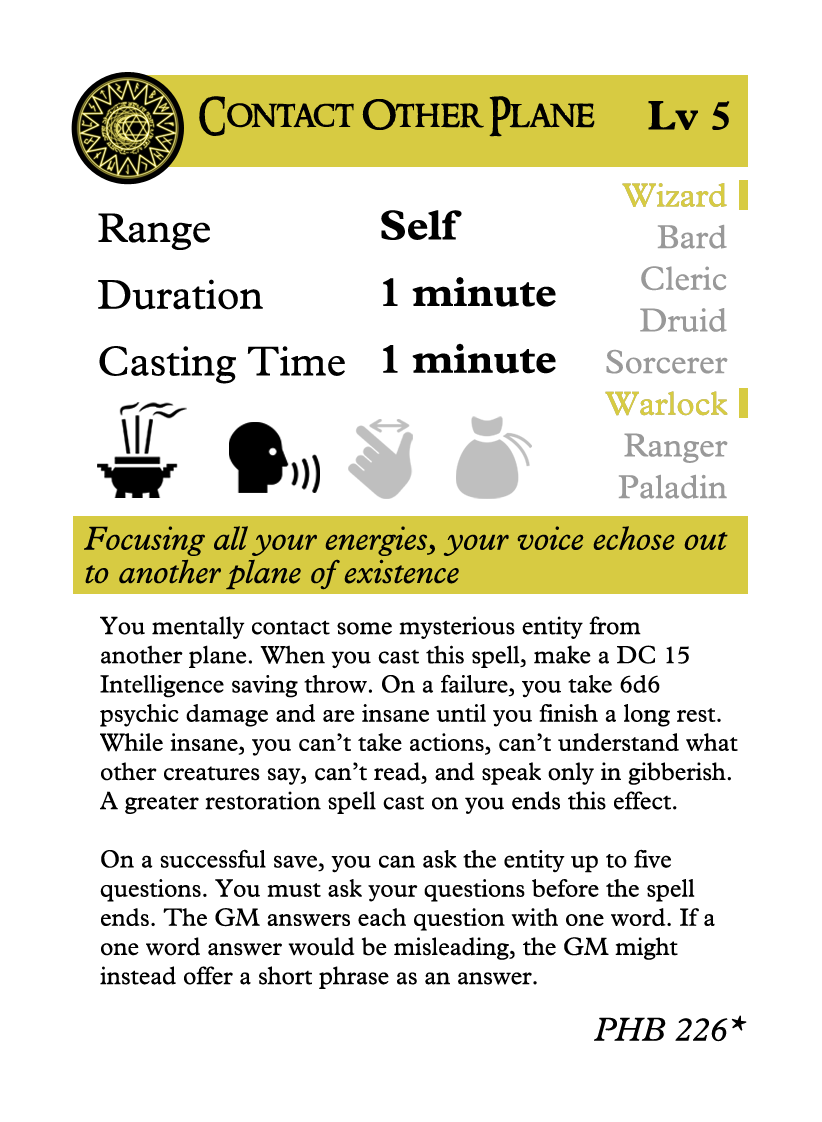 Contact Other Plane Lv 5
Range Self
Duration 1 minute
Casting Time 1 minute
Wizard
Bard
Cleric
Druid
Sorcerer
Warlock
Ranger
Paladin
Focusing all your energies, your voice echose out
to another plane of existence
You mentally contact some mysterious entity from
another plane. When you cast this spell, make a DC 15
Intelligence saving throw. On a failure, you take 6d6
psychic damage and are insane until you finish a long rest.
While insane, you can’t take actions, can’t understand what
other creatures say, can’t read, and speak only in gibberish.
A greater restoration spell cast on you ends this effect.
On a successful save, you can ask the entity up to five
questions. You must ask your questions before the spell
ends. The GM answers each question with one word. If a
one word answer would be misleading, the GM might
instead offer a short phrase as an answer.
PHB 226*